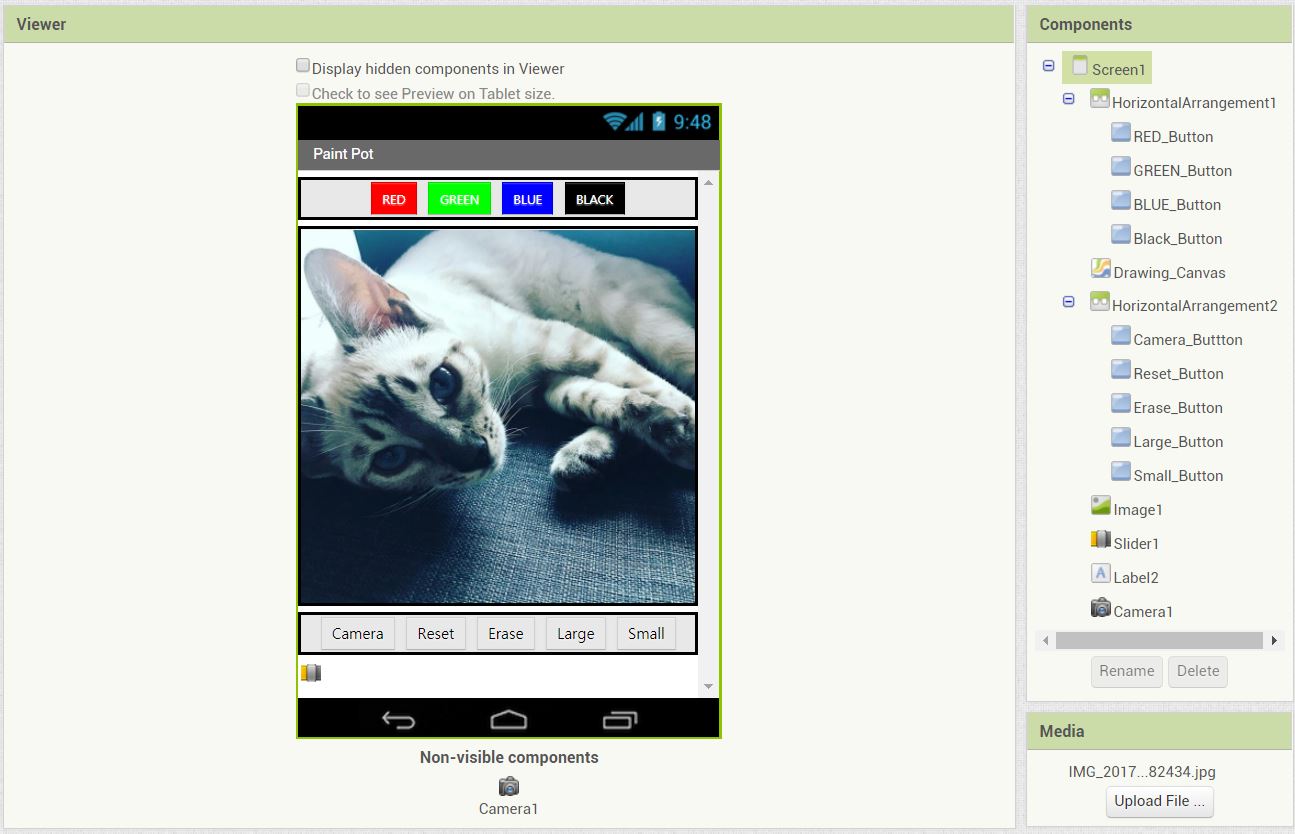 Viewer
Display hidden components in Viewer
Check to see Preview on Tablet size.
9:48
Paint Pot
RED GREEN BLUE BLACK
Camera Reset Erase Large Small
Non-visible components
Camera1
Components
Screen1
HorizontalArrangement1
RED_Button
GREEN_Button
BLUE_Button
Black_Button
Drawing_Canvas
HorizontalArrangement2
Camera_Buttton
Reset_Button
Erase_Button
Large_Button
Small_Button
Image1
Slider1
A Label2
Camera1
Rename Delete
Media
IMG_2017...82434.jpg
Upload File ...